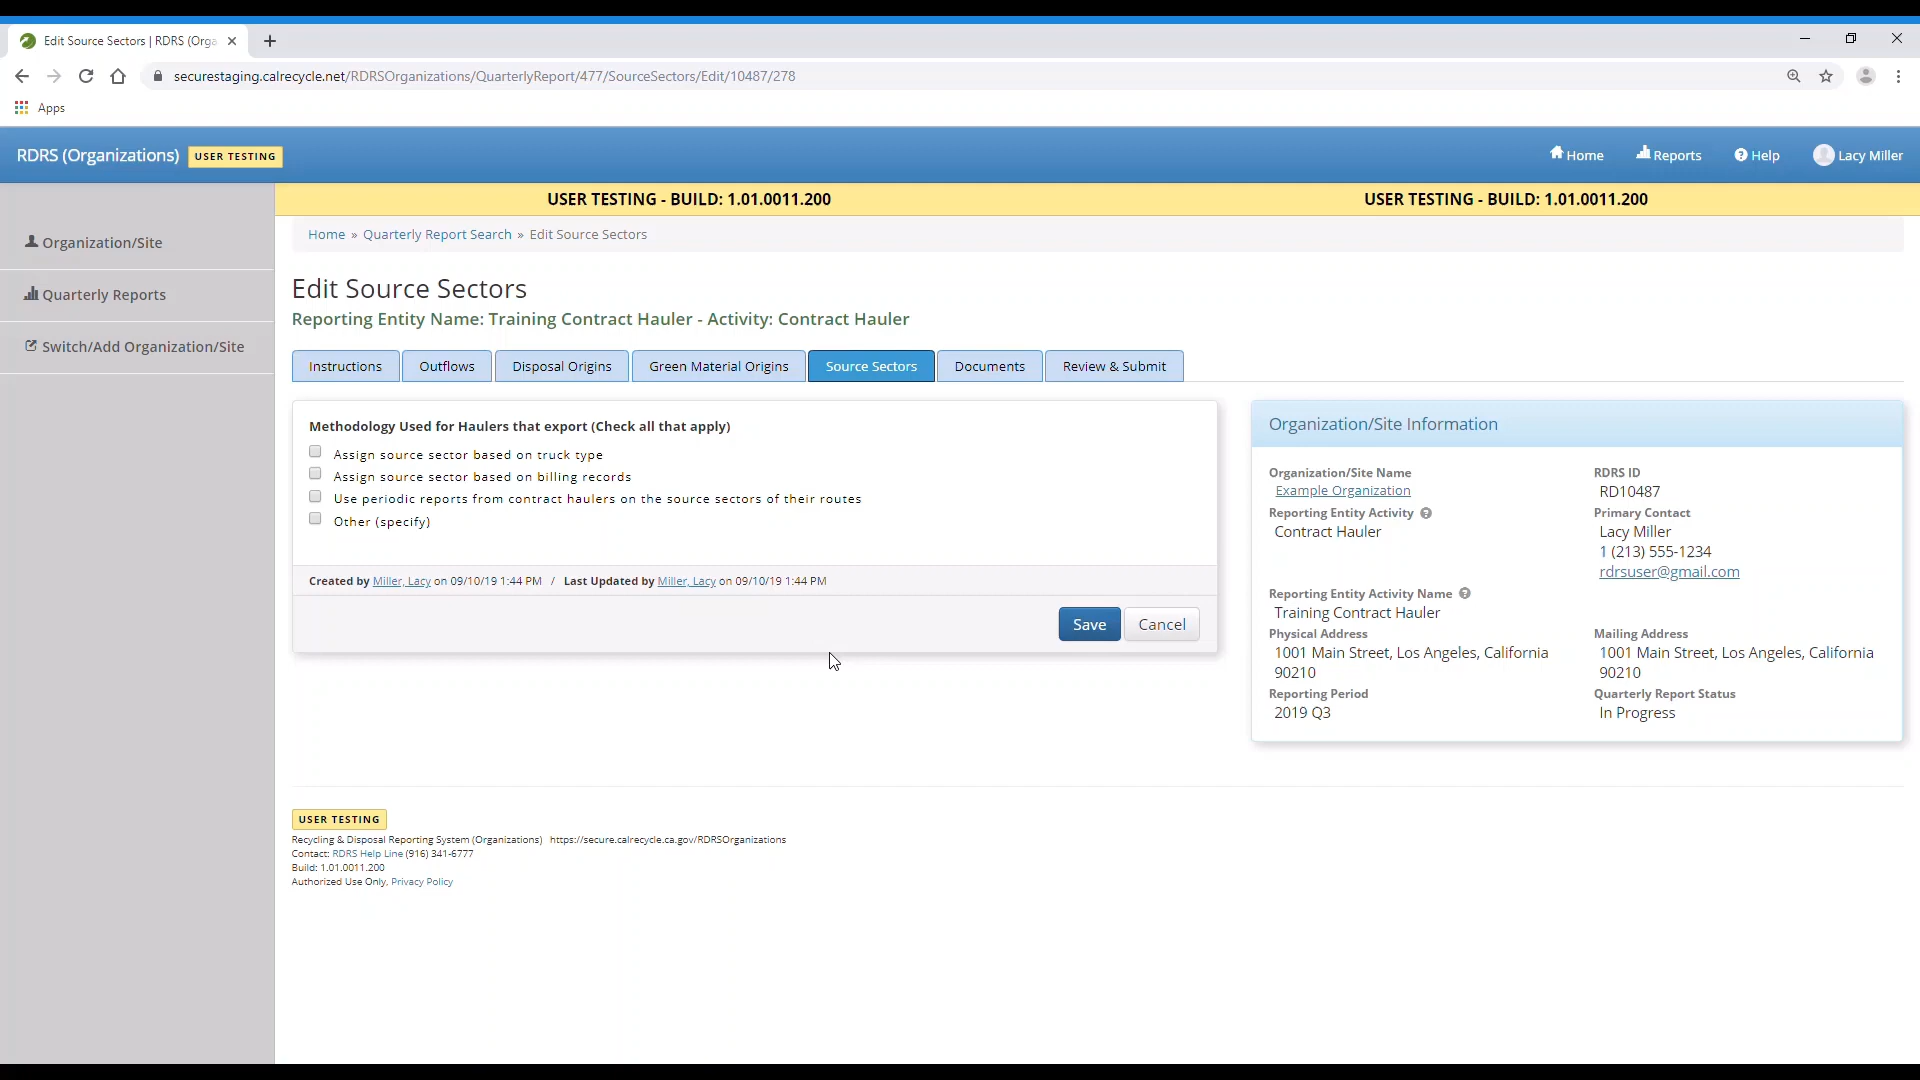 Edit Source Sectors | RDRS (Orga
securestaging.calrecycle.net/RDRSOrganizations/QuarterlyReport/477/SourceSectors/Edit/10487/278
Apps
RDRS (Organizations) USER TESTING
Home Reports Help Lacy Miller
USER TESTING - BUILD: 1.01.0011.200 USER TESTING - BUILD: 1.01.0011.200
Organization/Site
Quarterly Reports
Switch/Add Organization/Site
Home » Quarterly Report Search » Edit Source Sectors
Edit Source Sectors
Reporting Entity Name: Training Contract Hauler - Activity: Contract Hauler
Instructions Outflows Disposal Origins Green Material Origins Source Sectors Documents Review & Submit
Methodology Used for Haulers that export (Check all that apply)
Assign source sector based on truck type
Assign source sector based on billing records
Use periodic reports from contract haulers on the source sectors of their routes
Other (specify)
Created by Miller, Lacy on 09/10/19 1:44 PM / Last Updated by Miller, Lacy on 09/10/19 1:44 PM
Save Cancel
Organization/Site Information
Organization/Site Name RDRS ID
Example Organization RD10487
Reporting Entity Activity Primary Contact
Contract Hauler Lacy Miller
1 (213) 555-1234
rdrsuser@gmail.com
Reporting Entity Activity Name
Training Contract Hauler
Physical Address Mailing Address
1001 Main Street, Los Angeles, California 1001 Main Street, Los Angeles, California
90210 90210
Reporting Period Quarterly Report Status
2019 Q3 In Progress
USER TESTING
Recycling & Disposal Reporting System (Organizations) https://secure.calrecycle.ca.gov/RDRSOrganizations
Contact: RDRS Help Line (916) 341-6777
Build: 1.01.0011.200
Authorized Use Only, Privacy Policy